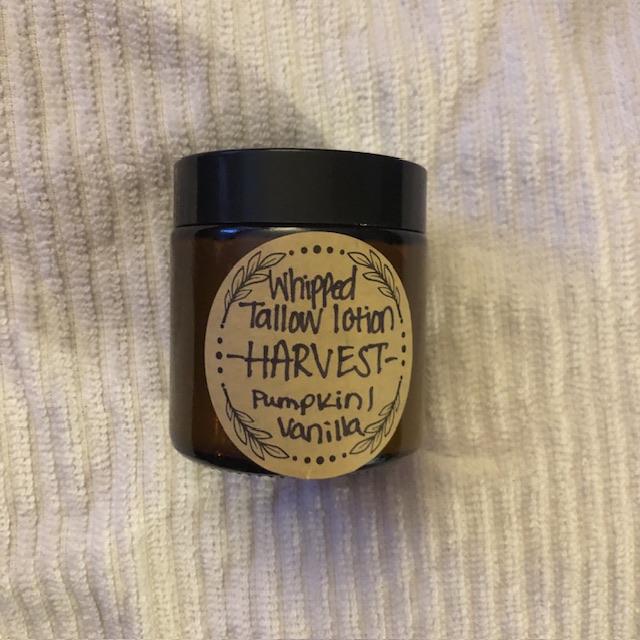 Whipped
Tallow lotion
-HARVEST-
Pumpkin/
Vanilla